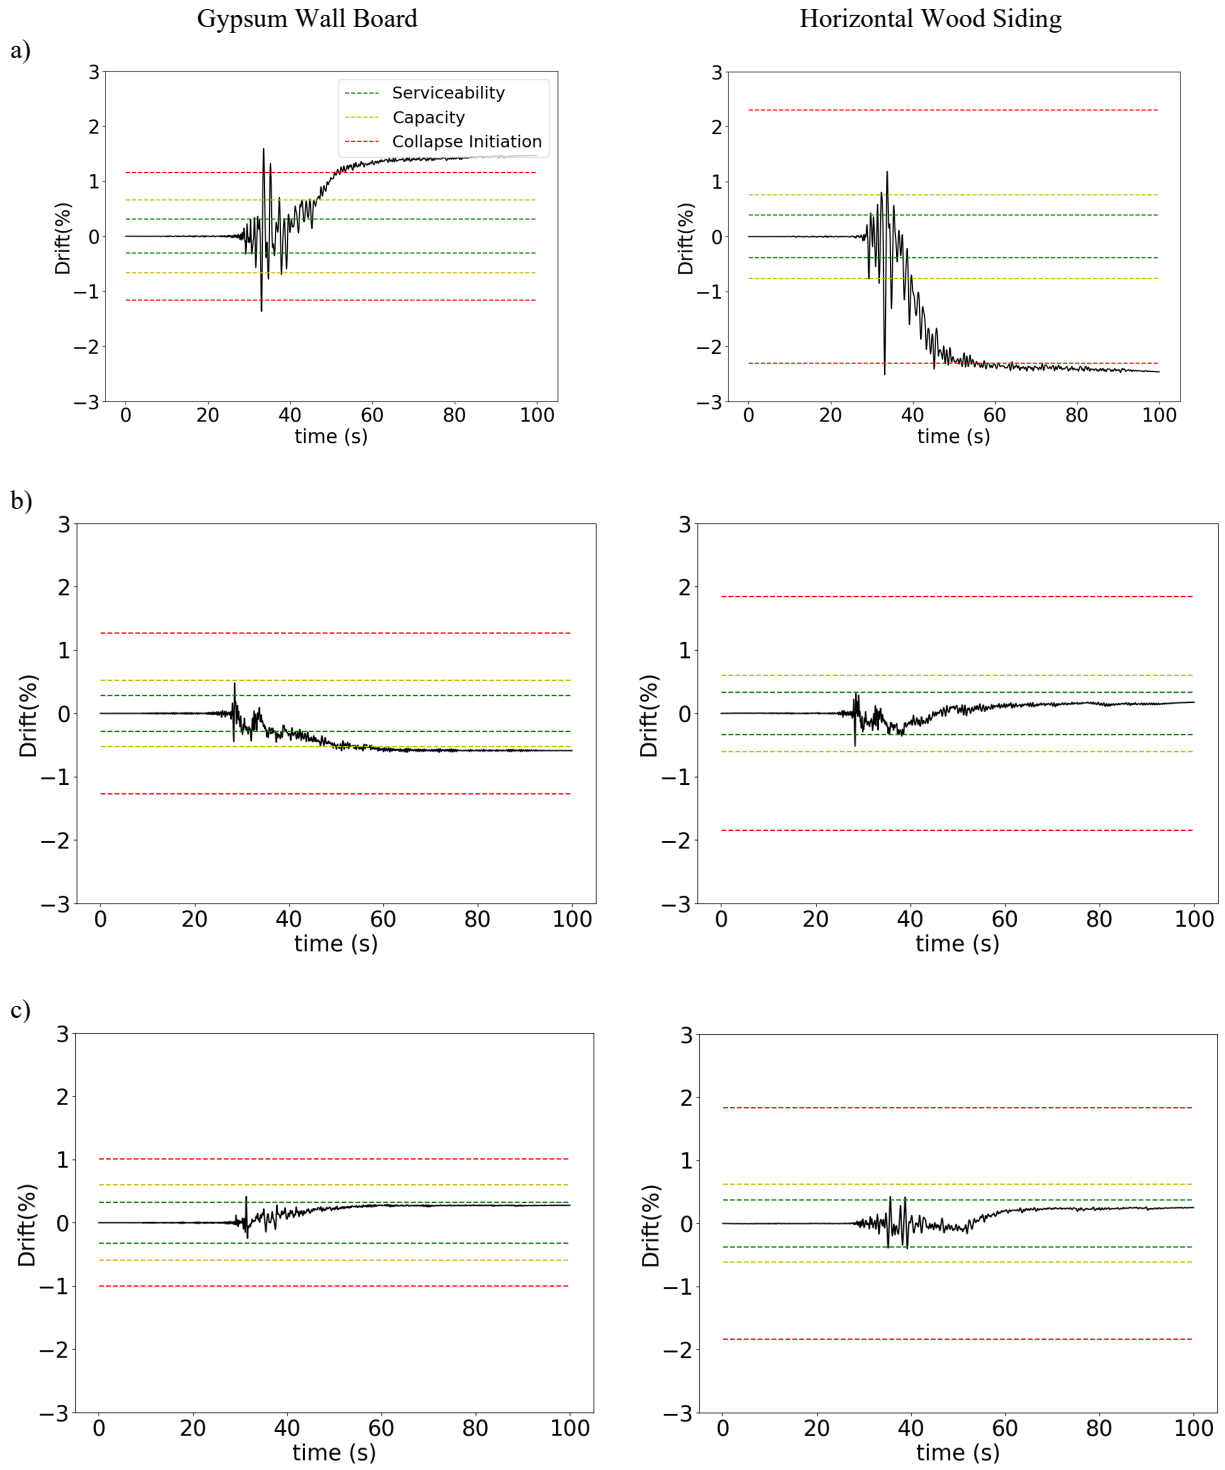 Gypsum Wall Board
Horizontal Wood Siding
a)
3
2
1
0
−1
−2
−3
Drift(%)
0 20 40 60 80 100
time (s)
Serviceability
Capacity
Collapse Initiation
3
2
1
0
−1
−2
−3
Drift(%)
0 20 40 60 80 100
time (s)
b)
3
2
1
0
−1
−2
−3
Drift(%)
0 20 40 60 80 100
time (s)
3
2
1
0
−1
−2
−3
Drift(%)
0 20 40 60 80 100
time (s)
c)
3
2
1
0
−1
−2
−3
Drift(%)
0 20 40 60 80 100
time (s)
3
2
1
0
−1
−2
−3
Drift(%)
0 20 40 60 80 100
time (s)